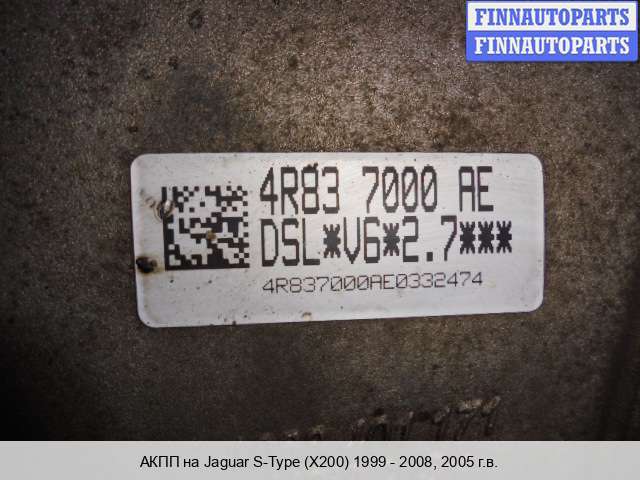 FINNAUTOPARTS
FINNAUTOPARTS
4R83 7000 AE
DSL*V6*2.7***
4R837000AE0332474
АКПП на Jaguar S-Type (X200) 1999 - 2008, 2005 г.в.